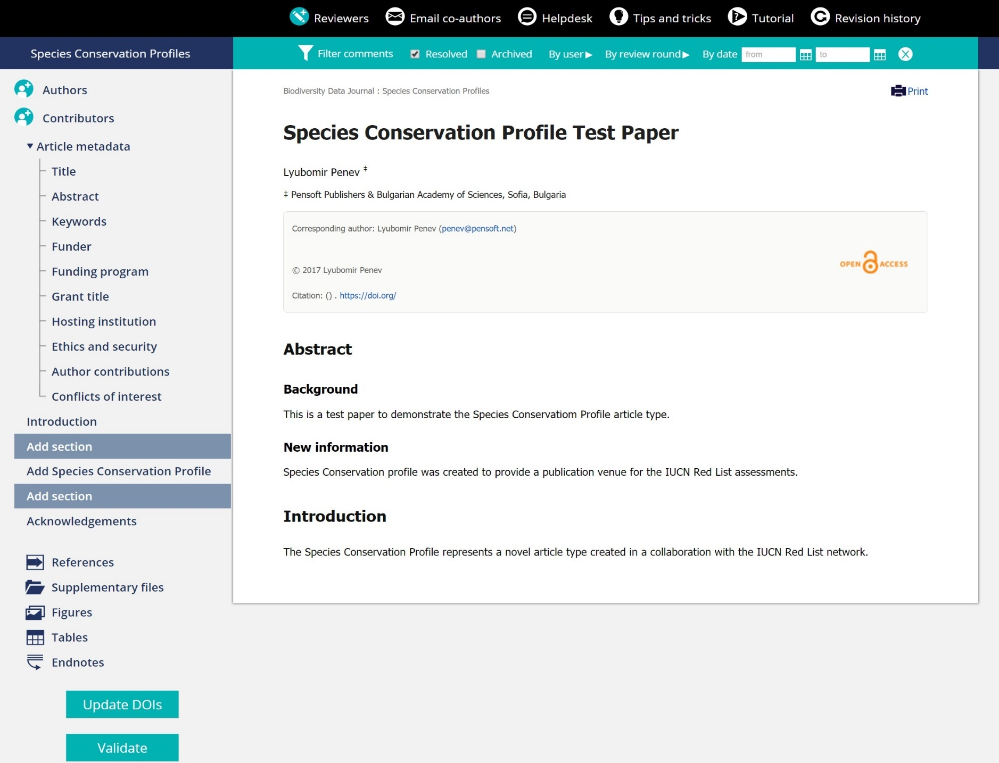 Reviewers Email co-authors Helpdesk Tips and tricks Tutorial Revision history
Species Conservation Profiles
Filter comments Resolved Archived By user▶ By review round▶ By date from to
Authors
Contributors
Article metadata
Title
Abstract
Keywords
Funder
Funding program
Grant title
Hosting institution
Ethics and security
Author contributions
Conflicts of interest
Introduction
Add section
Add Species Conservation Profile
Add section
Acknowledgements
References
Supplementary files
Figures
Tables
Endnotes
Update DOIs
Validate
Biodiversity Data Journal : Species Conservation Profiles
Print
Species Conservation Profile Test Paper
Lyubomir Penev ‡
‡ Pensoft Publishers & Bulgarian Academy of Sciences, Sofia, Bulgaria
Corresponding author: Lyubomir Penev (penev@pensoft.net)
© 2017 Lyubomir Penev
OPEN ACCESS
Citation: () . https://doi.org/
Abstract
Background
This is a test paper to demonstrate the Species Conservatiom Profile article type.
New information
Species Conservation profile was created to provide a publication venue for the IUCN Red List assessments.
Introduction
The Species Conservation Profile represents a novel article type created in a collaboration with the IUCN Red List network.